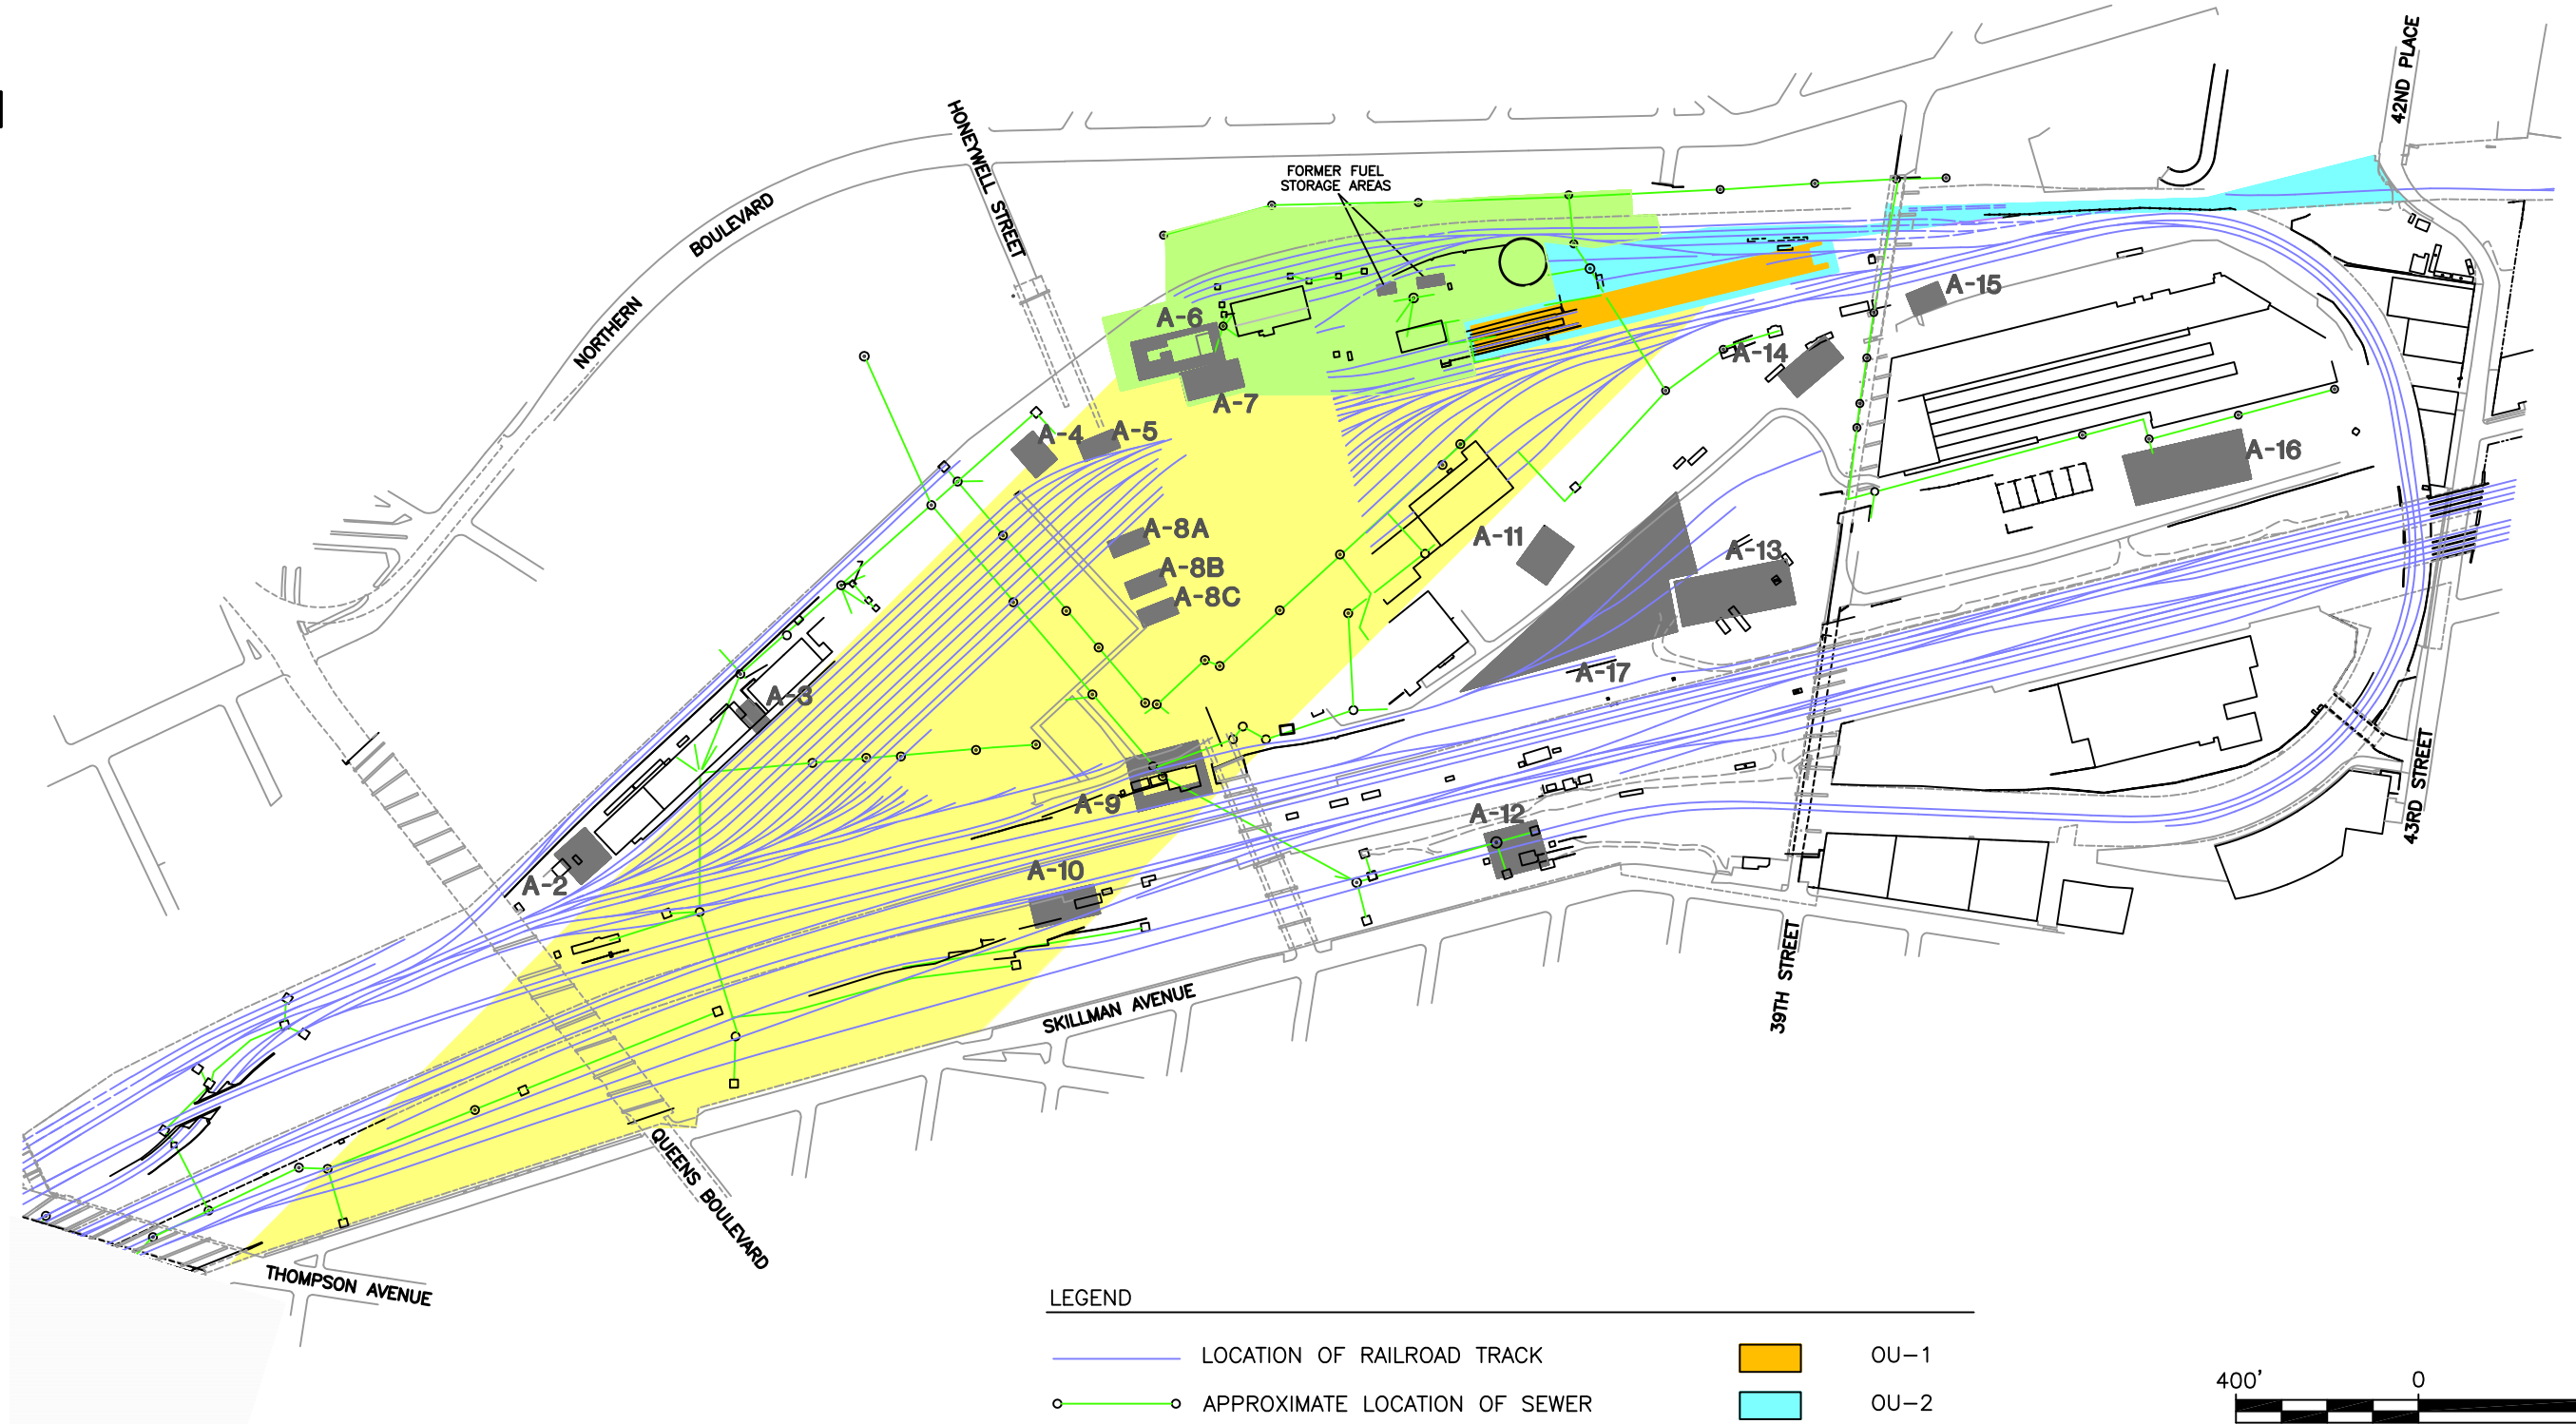 42ND PLACE
HONEYWELL STREET
FORMER FUEL
STORAGE AREAS
NORTHERN BOULEVARD
A-6
A-7
A-15
A-14
A-4
A-5
A-16
A-8A
A-8B
A-8C
A-11
A-13
A-17
A-3
A-9
A-12
A-2
A-10
43RD STREET
39TH STREET
SKILLMAN AVENUE
QUEENS BOULEVARD
THOMPSON AVENUE
LEGEND
LOCATION OF RAILROAD TRACK
OU-1
APPROXIMATE LOCATION OF SEWER
OU-2
400' 0